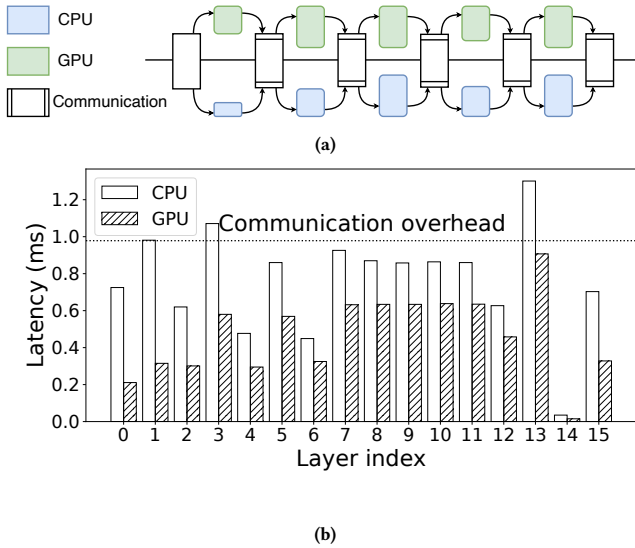 CPU
GPU
Communication
(a)
CPU
GPU
Communication overhead
Latency (ms)
1.2
1.0
0.8
0.6
0.4
0.2
0.0
0 1 2 3 4 5 6 7 8 9 10 11 12 13 14 15
Layer index
(b)